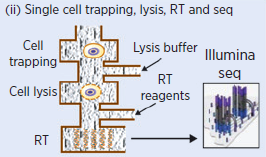 (ii) Single cell trapping, lysis, RT and seq
Cell
trapping
Lysis buffer
Illumina
seq
Cell lysis
RT
reagents
RT